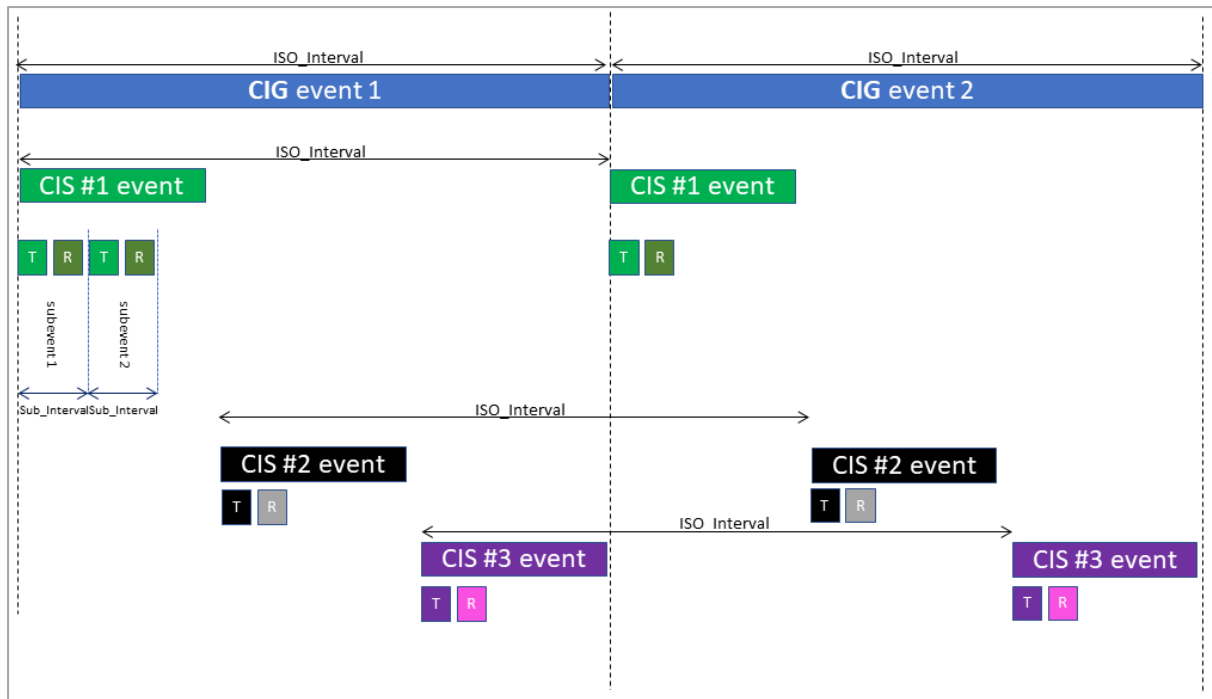 ISO_Interval
ISO_Interval
CIG event 1
CIG event 2
ISO_Interval
CIS #1 event
CIS #1 event
T
R
T
R
T
R
subevent 1
subevent 2
Sub_Interval
Sub_Interval
ISO_Interval
CIS #2 event
CIS #2 event
T
R
T
R
ISO_Interval
CIS #3 event
CIS #3 event
T
R
T
R